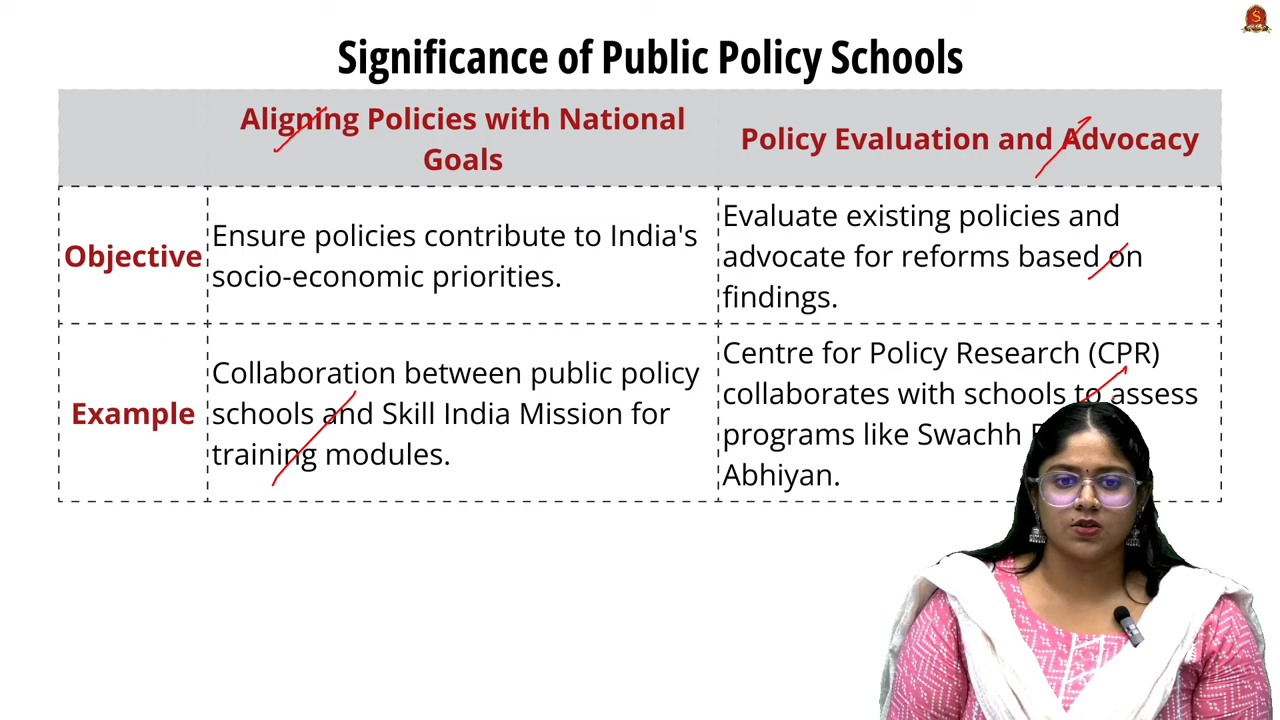 Significance of Public Policy Schools
Aligning Policies with National
Goals
Policy Evaluation and Advocacy
Objective
Ensure policies contribute to India's
socio-economic priorities.
Evaluate existing policies and
advocate for reforms based on
findings.
Example
Collaboration between public policy
schools and Skill India Mission for
training modules.
Centre for Policy Research (CPR)
collaborates with schools to assess
programs like Swachh
Abhiyan.